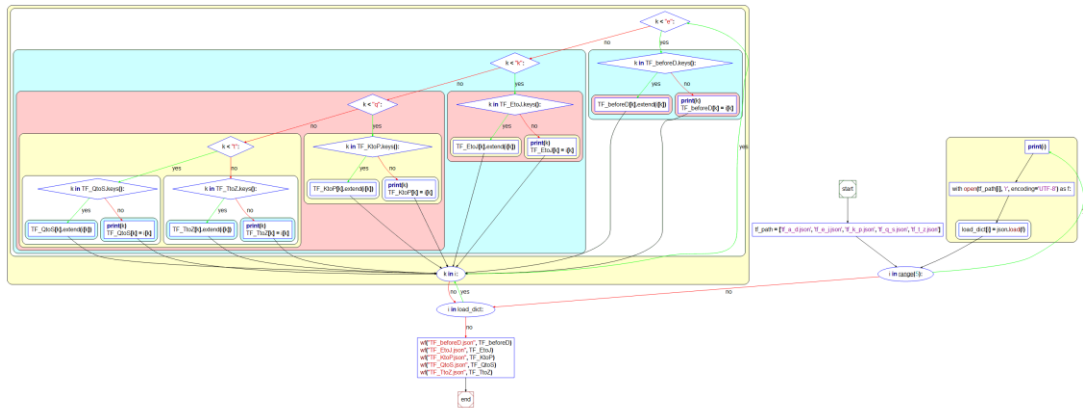 k < "e":
no
yes
k < "k":
k in TF_beforeD.keys():
no
yes
yes
no
k < "q":
k in TF_EtoJ.keys():
TF_beforeD[k].extend(i[k])
print(k)
TF_beforeD[k] = i[k]
no
yes
yes
no
k < "t":
k in TF_KtoP.keys():
TF_EtoJ[k].extend(i[k])
print(k)
TF_EtoJ[k] = i[k]
yes
print(i)
yes
no
yes
no
k in TF_QtoS.keys():
k in TF_TtoZ.keys():
TF_KtoP[k].extend(i[k])
print(k)
TF_KtoP[k] = i[k]
start
with open(tf_path[i], 'r', encoding='UTF-8') as f:
yes
no
yes
no
TF_QtoS[k].extend(i[k])
print(k)
TF_QtoS[k] = i[k]
TF_TtoZ[k].extend(i[k])
print(k)
TF_TtoZ[k] = i[k]
tf_path = ['tf_a_d.json', 'tf_e_j.json', 'tf_k_p.json', 'tf_q_s.json', 'tf_t_z.json']
load_dict[i] = json.load(f)
k in i:
no
yes
no
i in load_dict:
no
wf("TF_beforeD.json", TF_beforeD)
wf("TF_EtoJ.json", TF_EtoJ)
wf("TF_KtoP.json", TF_KtoP)
wf("TF_QtoS.json", TF_QtoS)
wf("TF_TtoZ.json", TF_TtoZ)
end